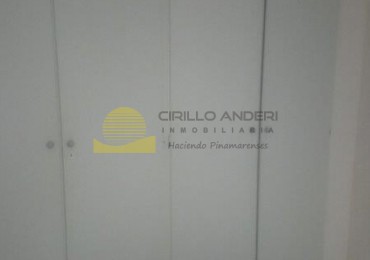 CIRILLO ANDERI
INMOBILIARIA
Haciendo Pinamarenses